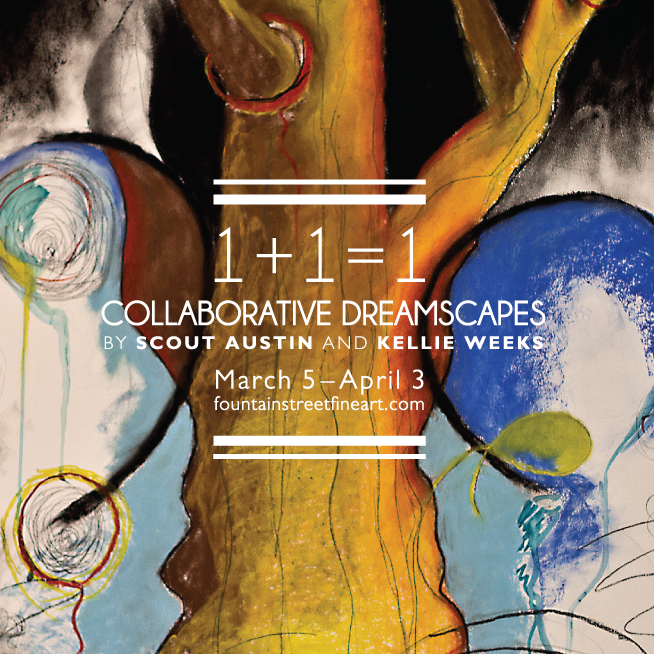 1+1=1
COLLABORATIVE DREAMSCAPES
BY SCOUT AUSTIN AND KELLIE WEEKS
March 5–April 3
fountainstreetfineart.com